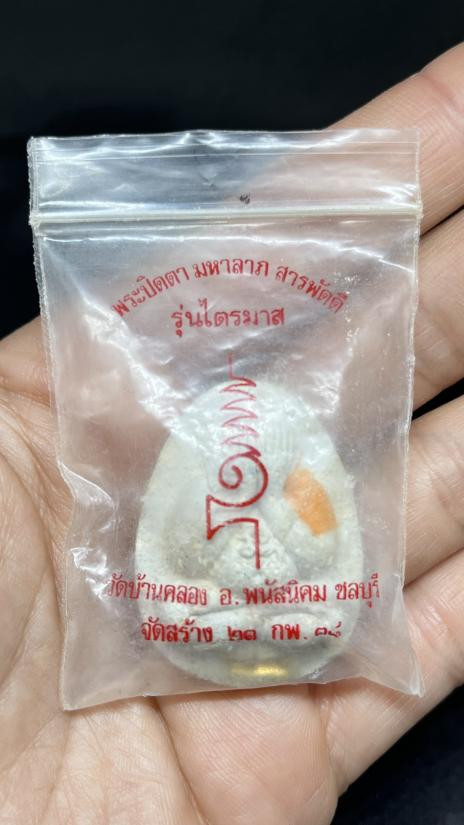 พระปิดตา มหาลาภ สารพัดดี
รุ่นไตรมาส
วัดบ้านคลอง อ.พนัสนิคม ชลบุรี
จัดสร้าง ๒๑ กพ. ๓๕